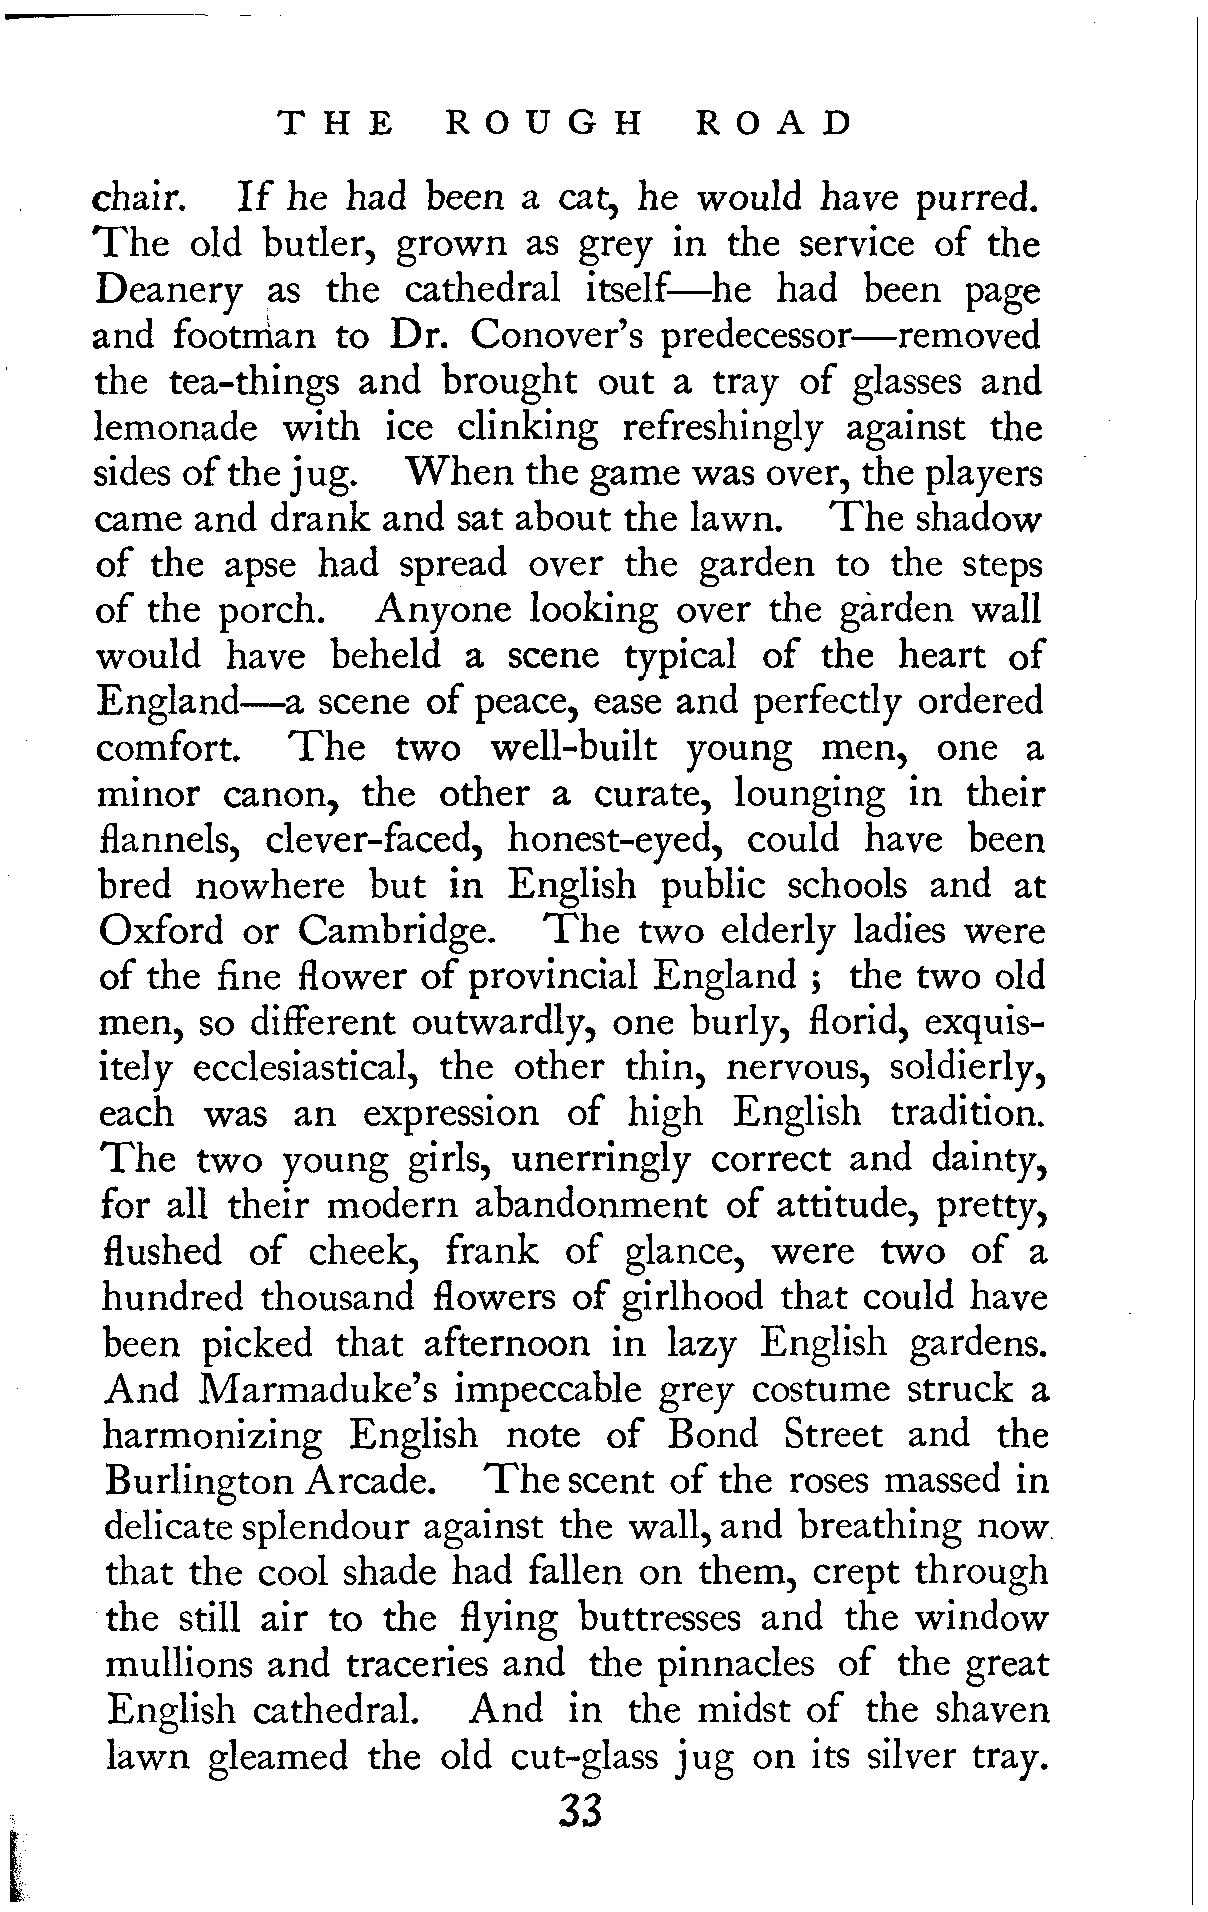 THE ROUGH ROAD
chair. If he had been a cat, he would have purred.
The old butler, grown as grey in the service of the
Deanery as the cathedral itself—he had been page
and footman to Dr. Conover's predecessor—removed
the tea-things and brought out a tray of glasses and
lemonade with ice clinking refreshingly against the
sides of the jug. When the game was over, the players
came and drank and sat about the lawn. The shadow
of the apse had spread over the garden to the steps
of the porch. Anyone looking over the garden wall
would have beheld a scene typical of the heart of
England—a scene of peace, ease and perfectly ordered
comfort. The two well-built young men, one a
minor canon, the other a curate, lounging in their
flannels, clever-faced, honest-eyed, could have been
bred nowhere but in English public schools and at
Oxford or Cambridge. The two elderly ladies were
of the fine flower of provincial England ; the two old
men, so different outwardly, one burly, florid, exquis-
itely ecclesiastical, the other thin, nervous, soldierly,
each was an expression of high English tradition.
The two young girls, unerringly correct and dainty,
for all their modern abandonment of attitude, pretty,
flushed of cheek, frank of glance, were two of a
hundred thousand flowers of girlhood that could have
been picked that afternoon in lazy English gardens.
And Marmaduke's impeccable grey costume struck a
harmonizing English note of Bond Street and the
Burlington Arcade. The scent of the roses massed in
delicate splendour against the wall, and breathing now
that the cool shade had fallen on them, crept through
the still air to the flying buttresses and the window
mullions and traceries and the pinnacles of the great
English cathedral. And in the midst of the shaven
lawn gleamed the old cut-glass jug on its silver tray.
33